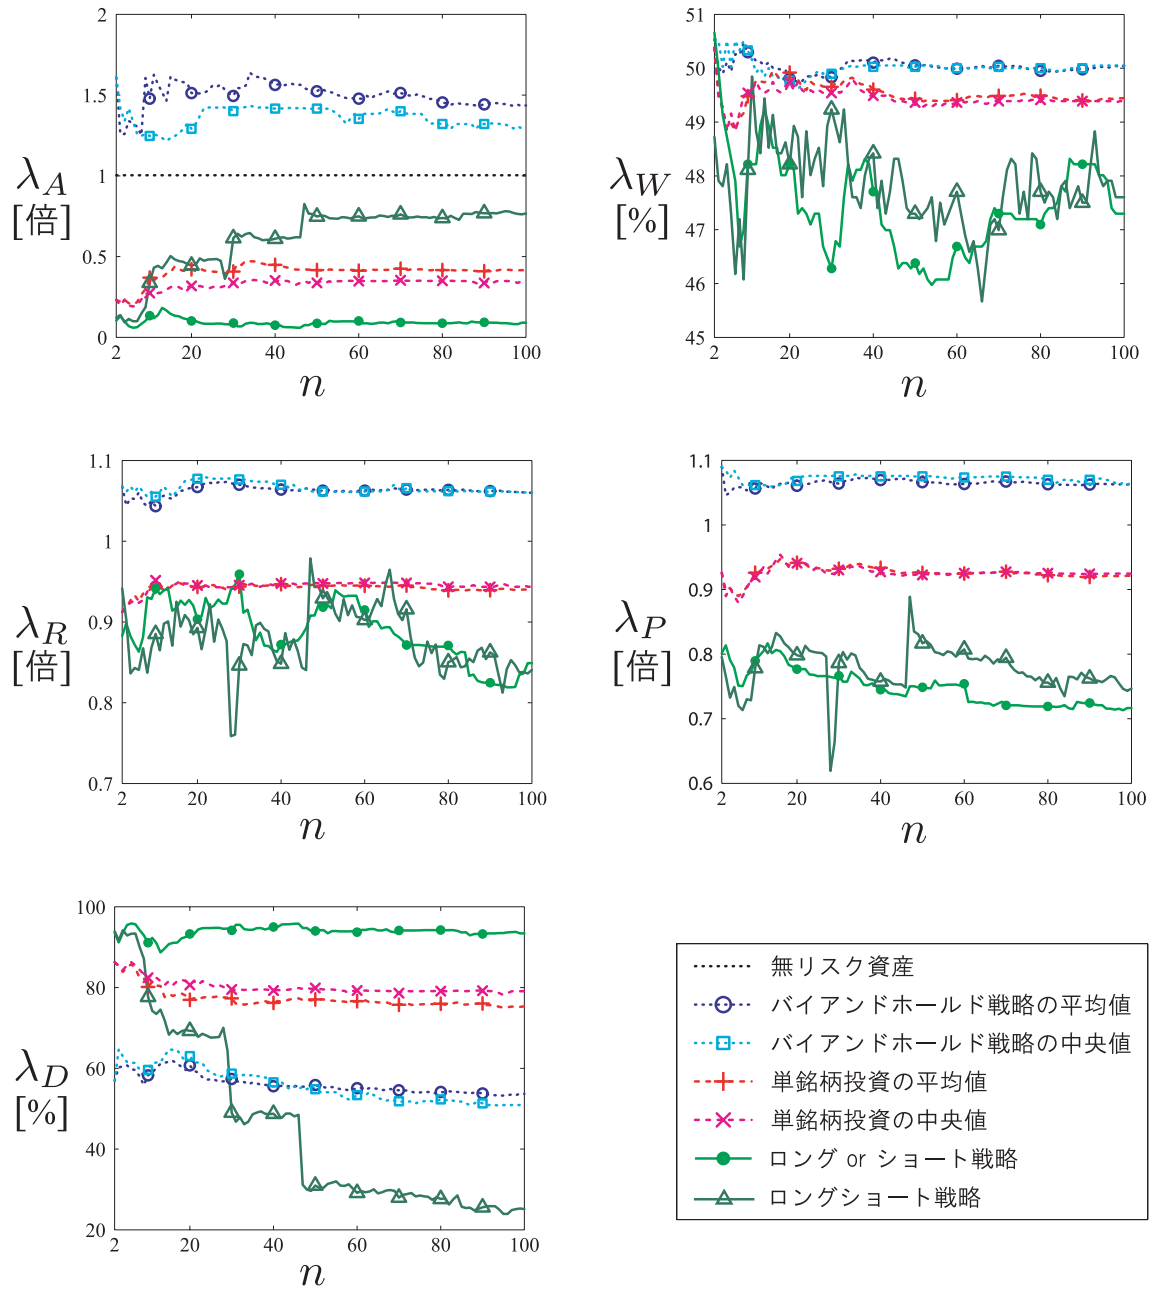 2
1.5
1
0.5
0
λ_A
[倍]
2 20 40 60 80 100
n
51
50
49
48
47
46
45
λ_W
[%]
2 20 40 60 80 100
n
1.1
1
0.9
0.8
0.7
λ_R
[倍]
2 20 40 60 80 100
n
1.1
1
0.9
0.8
0.7
0.6
λ_P
[倍]
2 20 40 60 80 100
n
100
80
60
40
20
λ_D
[%]
2 20 40 60 80 100
n
無リスク資産
バイアンドホールド戦略の平均値
バイアンドホールド戦略の中央値
単銘柄投資の平均値
単銘柄投資の中央値
ロング or ショート戦略
ロングショート戦略